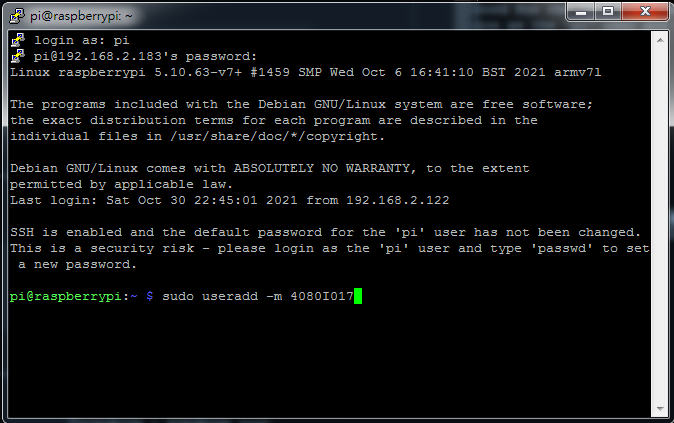 pi@raspberrypi: ~
login as: pi
pi@192.168.2.183's password:
Linux raspberrypi 5.10.63-v7+ #1459 SMP Wed Oct 6 16:41:10 BST 2021 armv7l
The programs included with the Debian GNU/Linux system are free software;
the exact distribution terms for each program are described in the
individual files in /usr/share/doc/*/copyright.
Debian GNU/Linux comes with ABSOLUTELY NO WARRANTY, to the extent
permitted by applicable law.
Last login: Sat Oct 30 22:45:01 2021 from 192.168.2.122
SSH is enabled and the default password for the 'pi' user has not been changed.
This is a security risk - please login as the 'pi' user and type 'passwd' to set
 a new password.
pi@raspberrypi:~ $ sudo useradd -m 4080I017